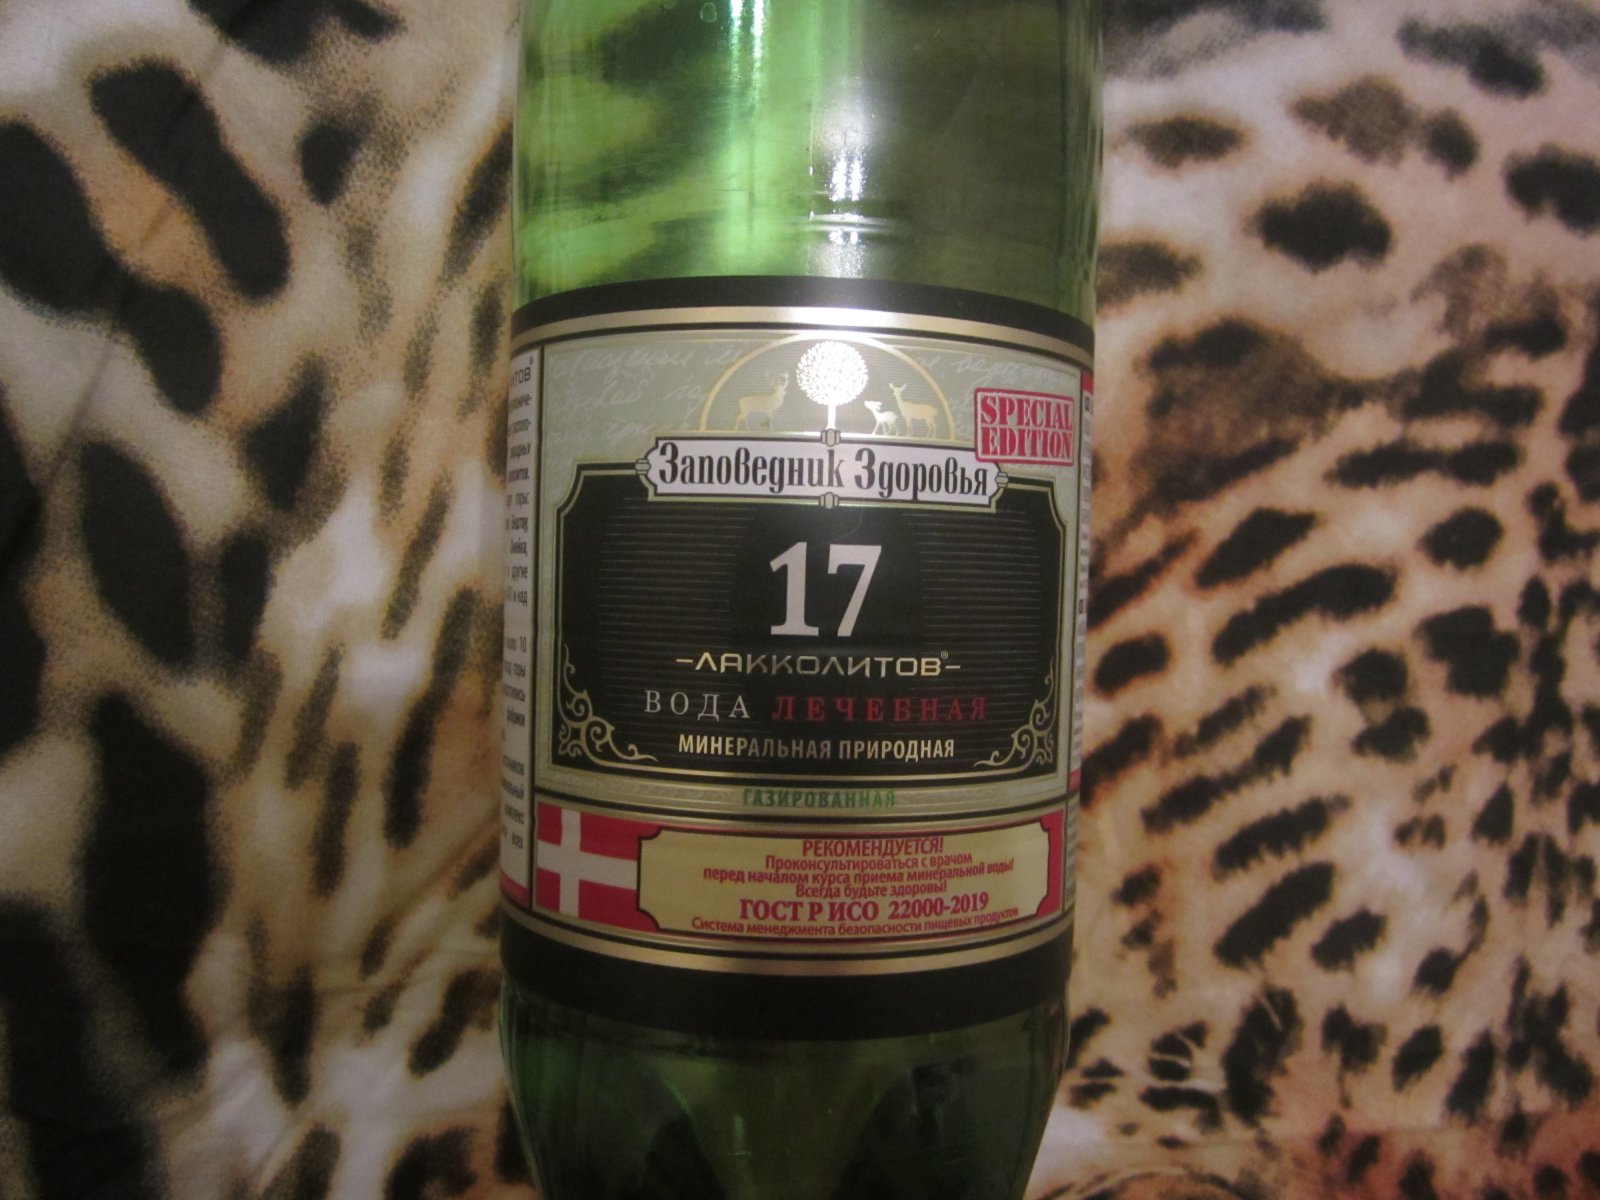 SPECIAL
EDITION
Заповедник Здоровья
17
ЛАККОЛИТОВ®
ВОДА ЛЕЧЕБНАЯ
МИНЕРАЛЬНАЯ ПРИРОДНАЯ
ГАЗИРОВАННАЯ
РЕКОМЕНДУЕТСЯ!
Проконсультироваться с врачом
перед началом курса приема минеральной воды!
Всегда будьте здоровы!
ГОСТ Р ИСО 22000-2019
Система менеджмента безопасности пищевых продуктов